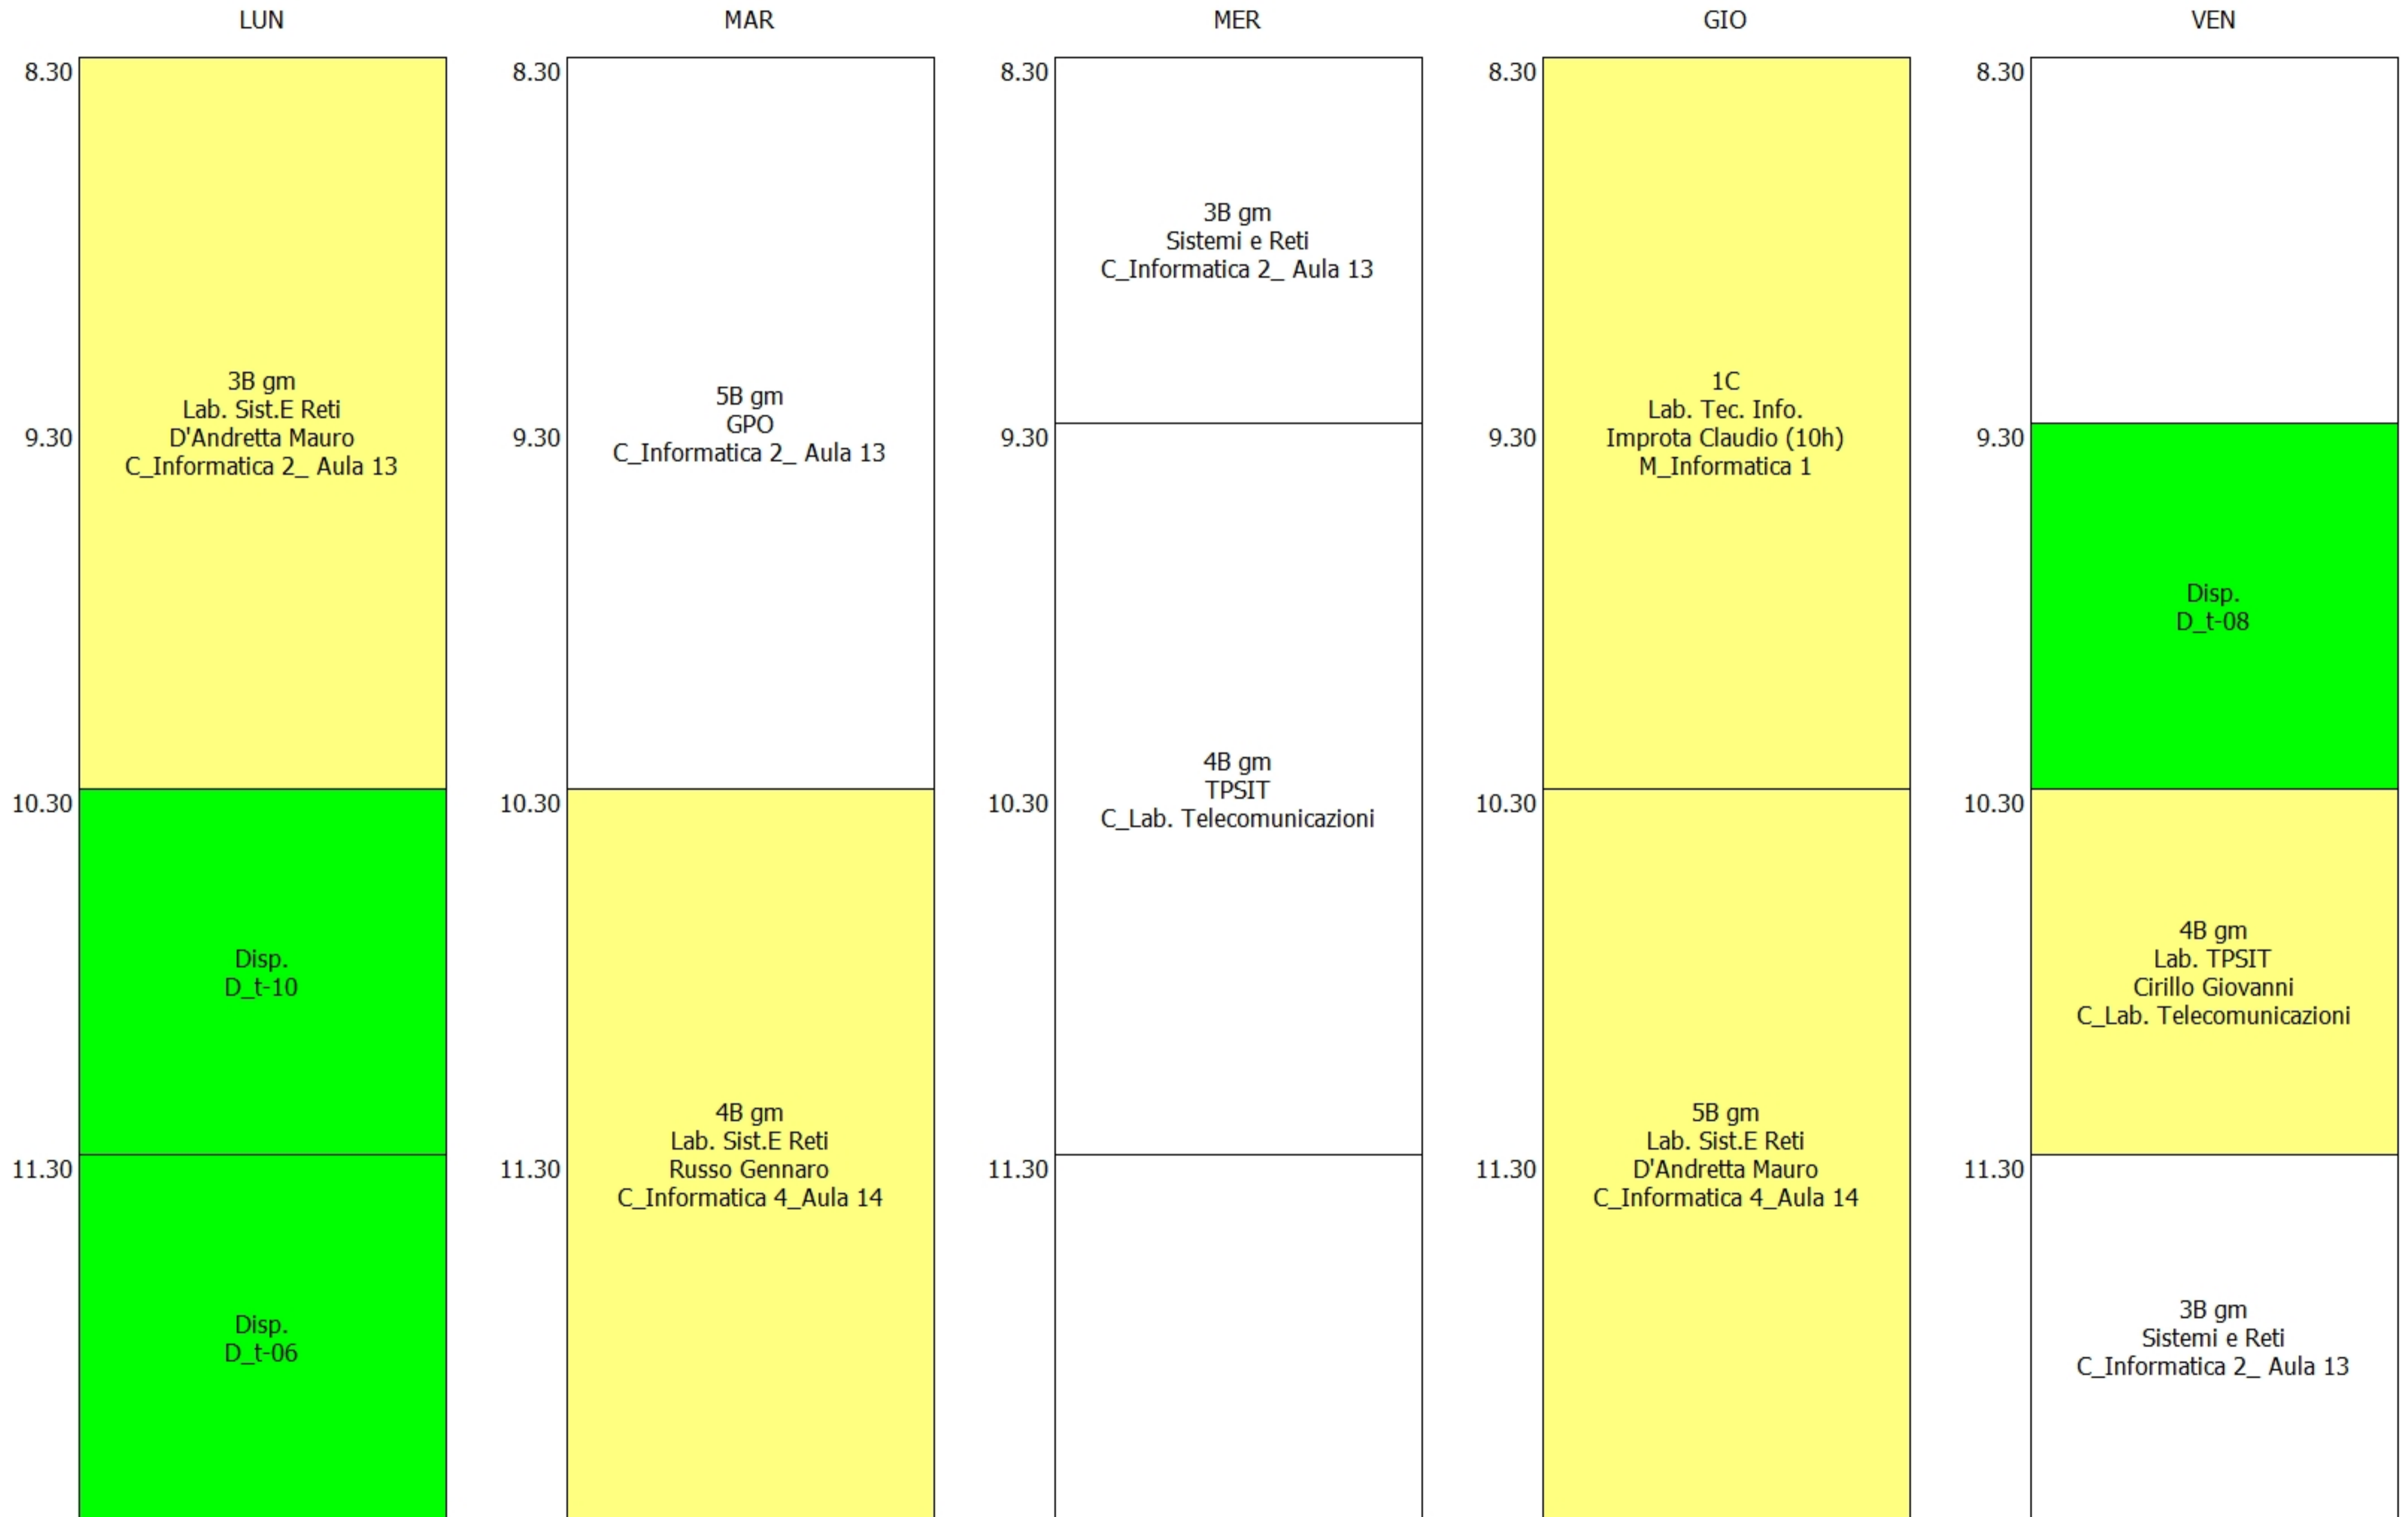 LUN
8.30
3B gm
Lab. Sist.E Reti
D'Andretta Mauro
C_Informatica 2_ Aula 13
9.30
10.30
Disp.
D_t-10
11.30
Disp.
D_t-06
MAR
8.30
5B gm
GPO
C_Informatica 2_ Aula 13
9.30
10.30
4B gm
Lab. Sist.E Reti
Russo Gennaro
C_Informatica 4_Aula 14
11.30
MER
8.30
3B gm
Sistemi e Reti
C_Informatica 2_ Aula 13
9.30
4B gm
TPSIT
C_Lab. Telecomunicazioni
10.30
11.30
GIO
8.30
1C
Lab. Tec. Info.
Improta Claudio (10h)
M_Informatica 1
9.30
10.30
5B gm
Lab. Sist.E Reti
D'Andretta Mauro
C_Informatica 4_Aula 14
11.30
VEN
8.30
9.30
Disp.
D_t-08
10.30
4B gm
Lab. TPSIT
Cirillo Giovanni
C_Lab. Telecomunicazioni
11.30
3B gm
Sistemi e Reti
C_Informatica 2_ Aula 13